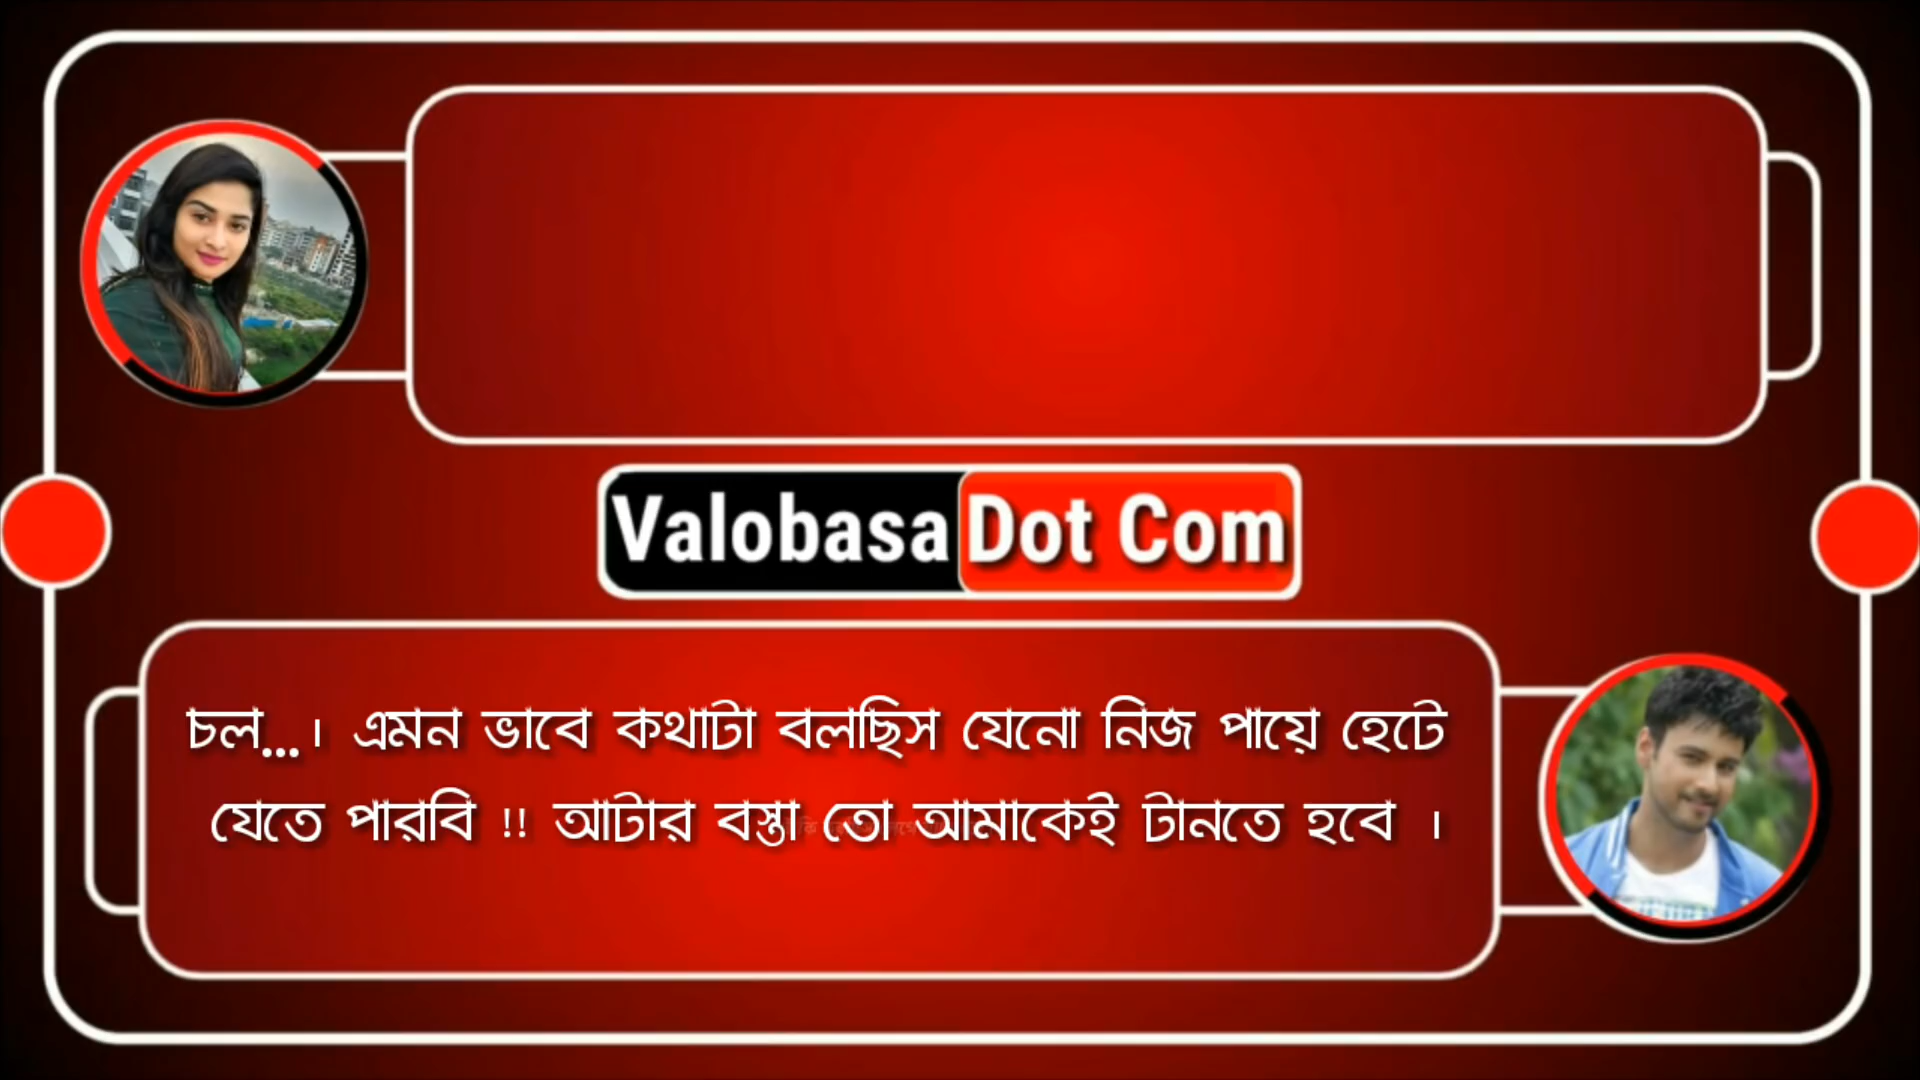 Valobasa Dot Com
চল...। এমন ভাবে কথাটা বলছিস যেনো নিজ পায়ে হেটে
যেতে পারবি !! আটার বস্তা তো আমাকেই টানতে হবে ।